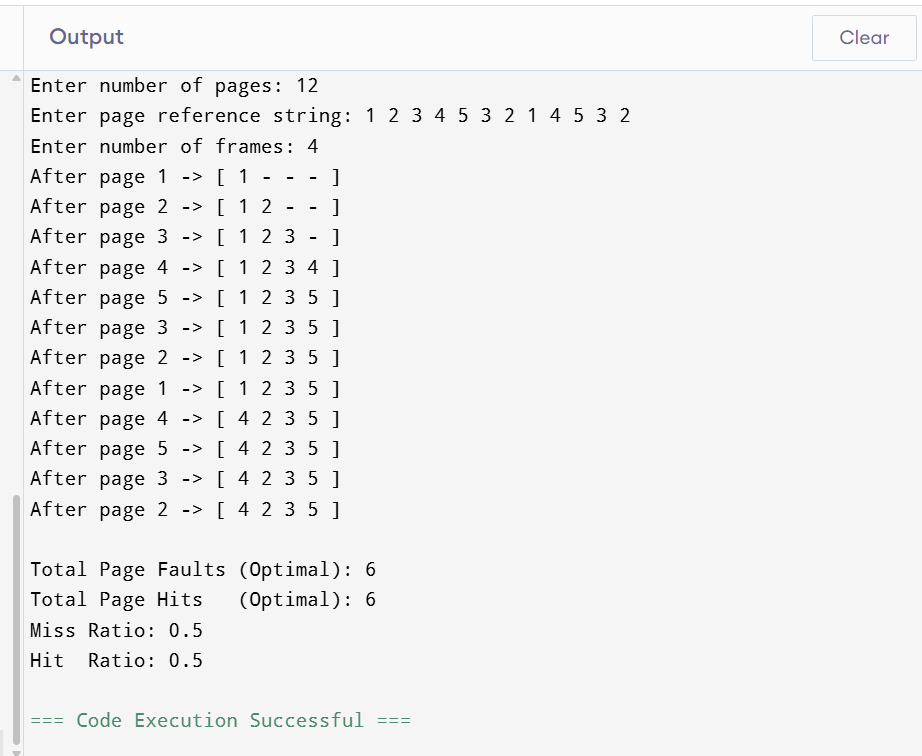 Output
Clear
Enter number of pages: 12
Enter page reference string: 1 2 3 4 5 3 2 1 4 5 3 2
Enter number of frames: 4
After page 1 -> [ 1 - - - ]
After page 2 -> [ 1 2 - - ]
After page 3 -> [ 1 2 3 - ]
After page 4 -> [ 1 2 3 4 ]
After page 5 -> [ 1 2 3 5 ]
After page 3 -> [ 1 2 3 5 ]
After page 2 -> [ 1 2 3 5 ]
After page 1 -> [ 1 2 3 5 ]
After page 4 -> [ 4 2 3 5 ]
After page 5 -> [ 4 2 3 5 ]
After page 3 -> [ 4 2 3 5 ]
After page 2 -> [ 4 2 3 5 ]
Total Page Faults (Optimal): 6
Total Page Hits   (Optimal): 6
Miss Ratio: 0.5
Hit  Ratio: 0.5
=== Code Execution Successful ===